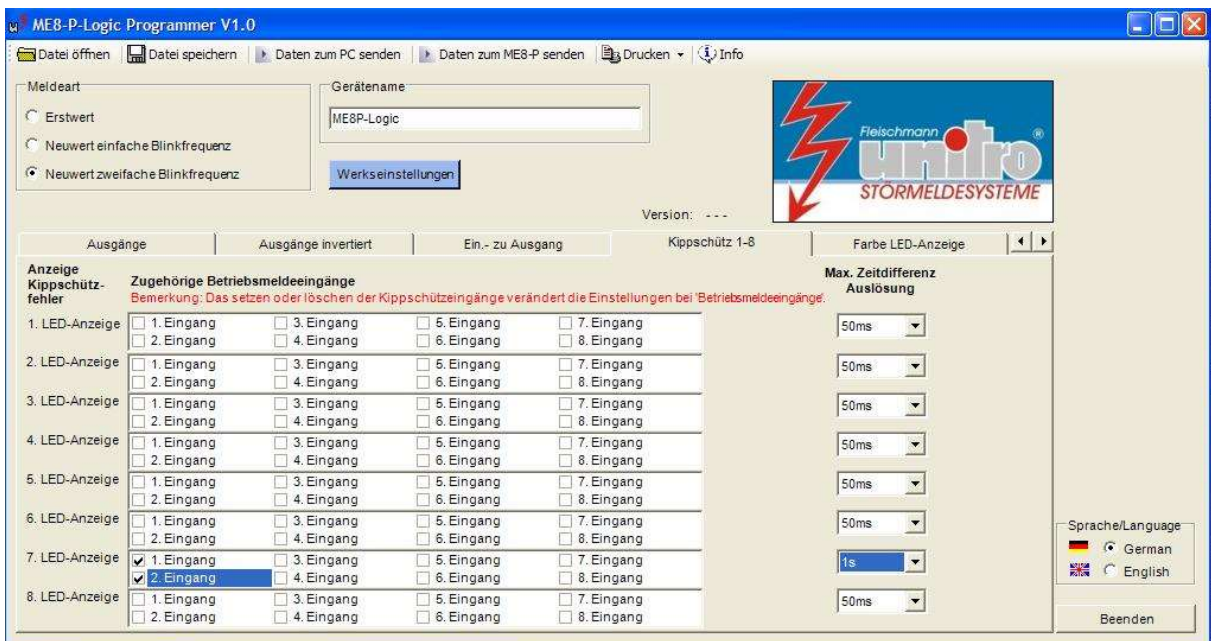 ME8-P-Logic Programmer V1.0
Datei öffnen Datei speichern Daten zum PC senden Daten zum ME8-P senden Drucken Info
Meldeart
Erstwert
Neuwert einfache Blinkfrequenz
Neuwert zweifache Blinkfrequenz
Gerätename
ME8P-Logic
Werkseinstellungen
Fleischmann
unitro ®
STÖRMELDESYSTEME
Version: - - -
Ausgänge Ausgänge invertiert Ein.- zu Ausgang Kippschütz 1-8 Farbe LED-Anzeige
Anzeige
Kippschütz-
fehler
Zugehörige Betriebsmeldeeingänge
Bemerkung: Das setzen oder löschen der Kippschützeingänge verändert die Einstellungen bei 'Betriebsmeldeeingänge'.
Max. Zeitdifferenz
Auslösung
1. LED-Anzeige 1. Eingang 3. Eingang 5. Eingang 7. Eingang 50ms
2. Eingang 4. Eingang 6. Eingang 8. Eingang
2. LED-Anzeige 1. Eingang 3. Eingang 5. Eingang 7. Eingang 50ms
2. Eingang 4. Eingang 6. Eingang 8. Eingang
3. LED-Anzeige 1. Eingang 3. Eingang 5. Eingang 7. Eingang 50ms
2. Eingang 4. Eingang 6. Eingang 8. Eingang
4. LED-Anzeige 1. Eingang 3. Eingang 5. Eingang 7. Eingang 50ms
2. Eingang 4. Eingang 6. Eingang 8. Eingang
5. LED-Anzeige 1. Eingang 3. Eingang 5. Eingang 7. Eingang 50ms
2. Eingang 4. Eingang 6. Eingang 8. Eingang
6. LED-Anzeige 1. Eingang 3. Eingang 5. Eingang 7. Eingang 50ms
2. Eingang 4. Eingang 6. Eingang 8. Eingang
7. LED-Anzeige 1. Eingang 3. Eingang 5. Eingang 7. Eingang 1s
2. Eingang 4. Eingang 6. Eingang 8. Eingang
8. LED-Anzeige 1. Eingang 3. Eingang 5. Eingang 7. Eingang 50ms
2. Eingang 4. Eingang 6. Eingang 8. Eingang
Sprache/Language
German
English
Beenden